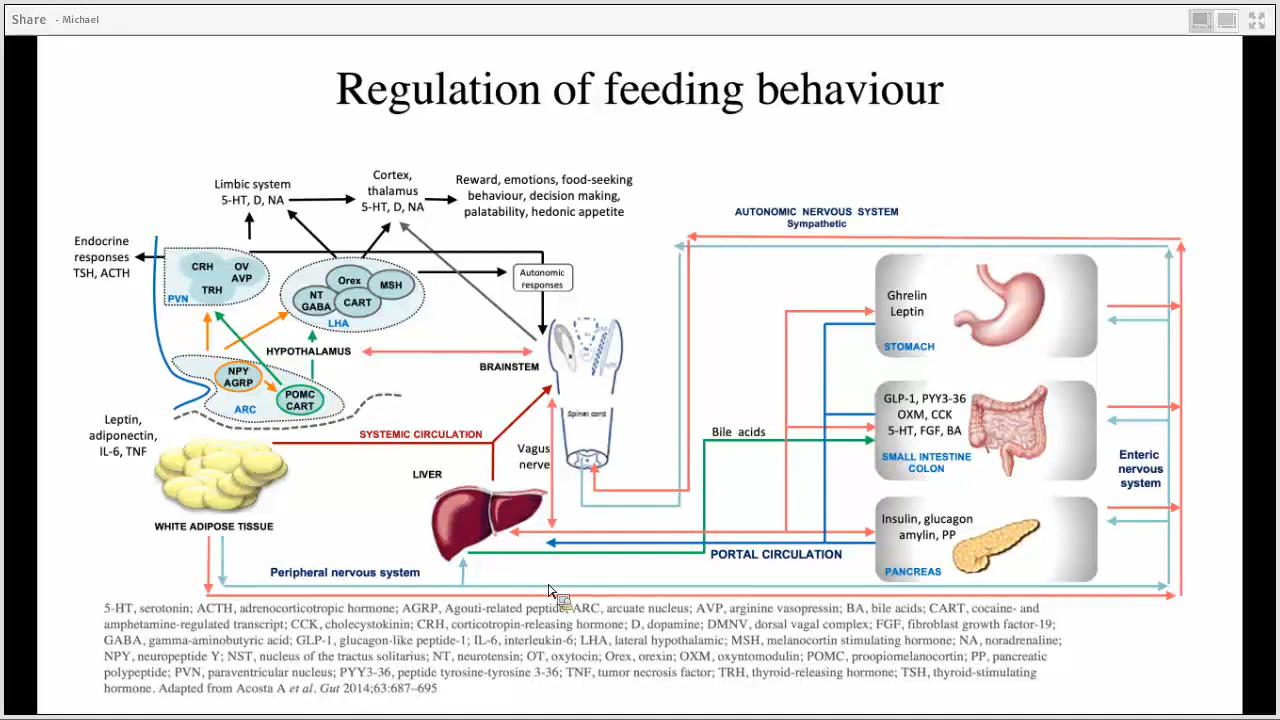 Share - Michael
Regulation of feeding behaviour
Limbic system
5-HT, D, NA
Cortex,
thalamus
5-HT, D, NA
Reward, emotions, food-seeking
behaviour, decision making,
palatability, hedonic appetite
Endocrine
responses
TSH, ACTH
CRH
OV
AVP
TRH
PVN
Orex
MSH
NT
GABA
CART
LHA
Autonomic
responses
HYPOTHALAMUS
BRAINSTEM
NPY
AGRP
POMC
CART
ARC
Spinal cord
Leptin,
adiponectin,
IL-6, TNF
WHITE ADIPOSE TISSUE
SYSTEMIC CIRCULATION
LIVER
Vagus
nerve
Bile acids
PORTAL CIRCULATION
Peripheral nervous system
AUTONOMIC NERVOUS SYSTEM
Sympathetic
Ghrelin
Leptin
STOMACH
GLP-1, PYY3-36
OXM, CCK
5-HT, FGF, BA
SMALL INTESTINE
COLON
Insulin, glucagon
amylin, PP
PANCREAS
Enteric
nervous
system
5-HT, serotonin; ACTH, adrenocorticotropic hormone; AGRP, Agouti-related ARC, arcuate nucleus; AVP, arginine vasopressin; BA, bile acids; CART, cocaine- and
amphetamine-regulated transcript; CCK, cholecystokinin; CRH, corticotropin-releasing hormone; D, dopamine; DMNV, dorsal vagal complex; FGF, fibroblast growth factor-19;
GABA, gamma-aminobutyric acid; GLP-1, glucagon-like peptide-1; IL-6, interleukin-6; LHA, lateral hypothalamic; MSH, melanocortin stimulating hormone; NA, noradrenaline;
NPY, neuropeptide Y; NST, nucleus of the tractus solitarius; NT, neurotensin; OT, oxytocin; Orex, orexin; OXM, oxyntomodulin; POMC, proopiomelanocortin; PP, pancreatic
polypeptide; PVN, paraventricular nucleus; PYY3-36, peptide tyrosine-tyrosine 3-36; TNF, tumor necrosis factor; TRH, thyroid-releasing hormone; TSH, thyroid-stimulating
hormone. Adapted from Acosta A et al. Gut 2014;63:687–695